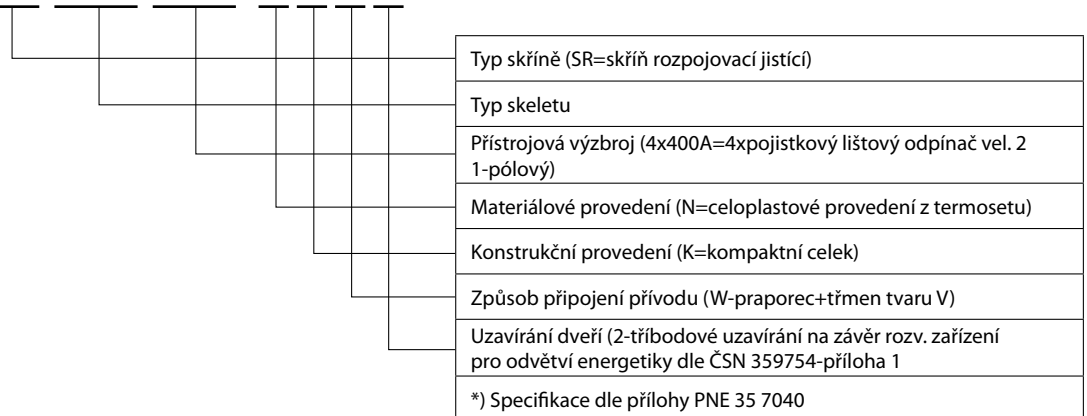 Typ skříně (SR=skříň rozpojovací jistící)
Typ skeletu
Přístrojová výzbroj (4x400A=4xpojistkový lištový odpínač vel. 2
1-pólový)
Materiálové provedení (N=celoplastové provedení z termosetu)
Konstrukční provedení (K=kompaktní celek)
Způsob připojení přívodu (W-praporec+třmen tvaru V)
Uzavírání dveří (2-tříbodové uzavírání na závěr rozv. zařízení
pro odvětví energetiky dle ČSN 359754-příloha 1
*) Specifikace dle přílohy PNE 35 7040